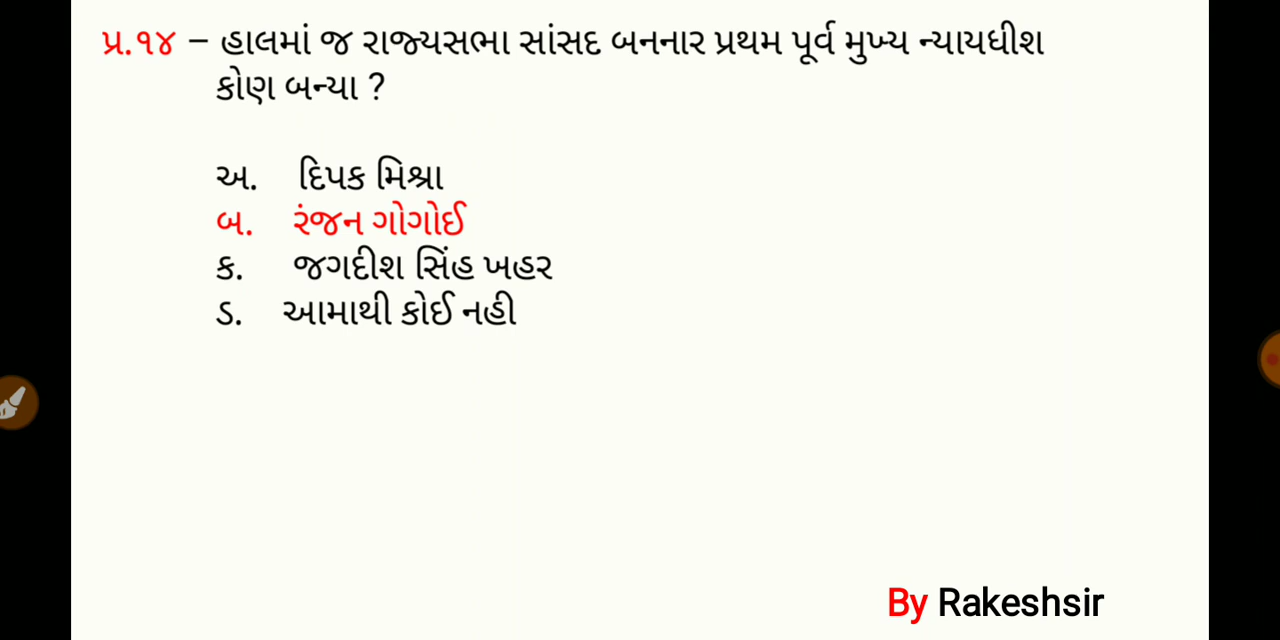 પ્ર.૧૪ – હાલમાં જ રાજ્યસભા સાંસદ બનનાર પ્રથમ પૂર્વ મુખ્ય ન્યાયધીશ
કોણ બન્યા ?
અ. દિપક મિશ્રા
બ. રંજન ગોગોઈ
ક. જગદીશ સિંહ ખહર
ડ. આમાથી કોઈ નહી
By Rakeshsir